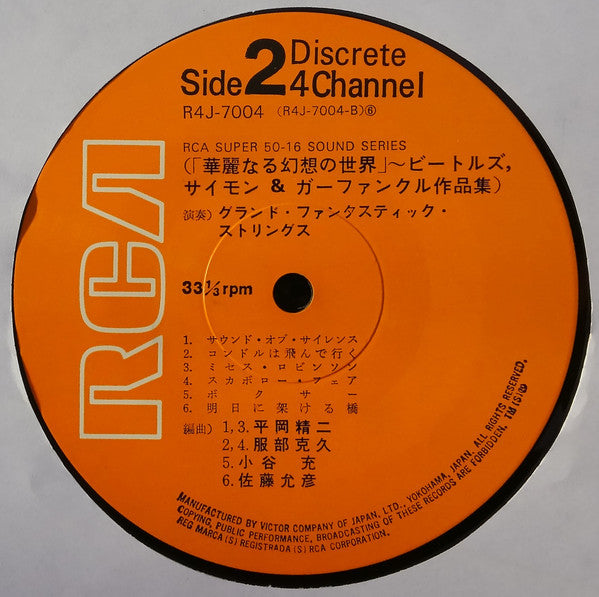 RCA
Side 2 Discrete
4Channel
R4J-7004 (R4J-7004-B)⑥
RCA SUPER 50-16 SOUND SERIES
(「華麗なる幻想の世界」~ビートルズ,
サイモン & ガーファンクル作品集)
演奏) グランド・ファンタスティック・
ストリングス
33⅓rpm
1. サウンド・オブ・サイレンス
2. コンドルは飛んで行く
3. ミセス・ロビンソン
4. スカボロー・フェア
5. ボクサー
6. 明日に架ける橋
編曲) 1,3.平岡精二
2,4.服部克久
5.小谷 充
6.佐藤允彦
MANUFACTURED BY VICTOR COMPANY OF JAPAN, LTD., YOKOHAMA, JAPAN. ALL RIGHTS RESERVED.
COPYING, PUBLIC PERFORMANCE, BROADCASTING OF THESE RECORDS ARE FORBIDDEN. TM(S)®
REG MARCA(S) REGISTRADA(S) RCA CORPORATION.